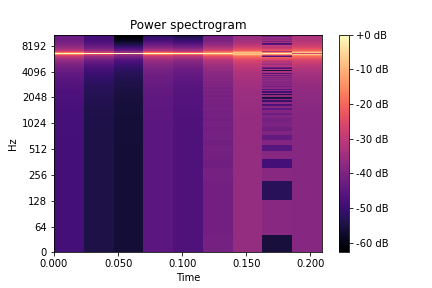 Power spectrogram
Hz
8192
4096
2048
1024
512
256
128
64
0
0.000 0.050 0.100 0.150 0.200
Time
+0 dB
-10 dB
-20 dB
-30 dB
-40 dB
-50 dB
-60 dB